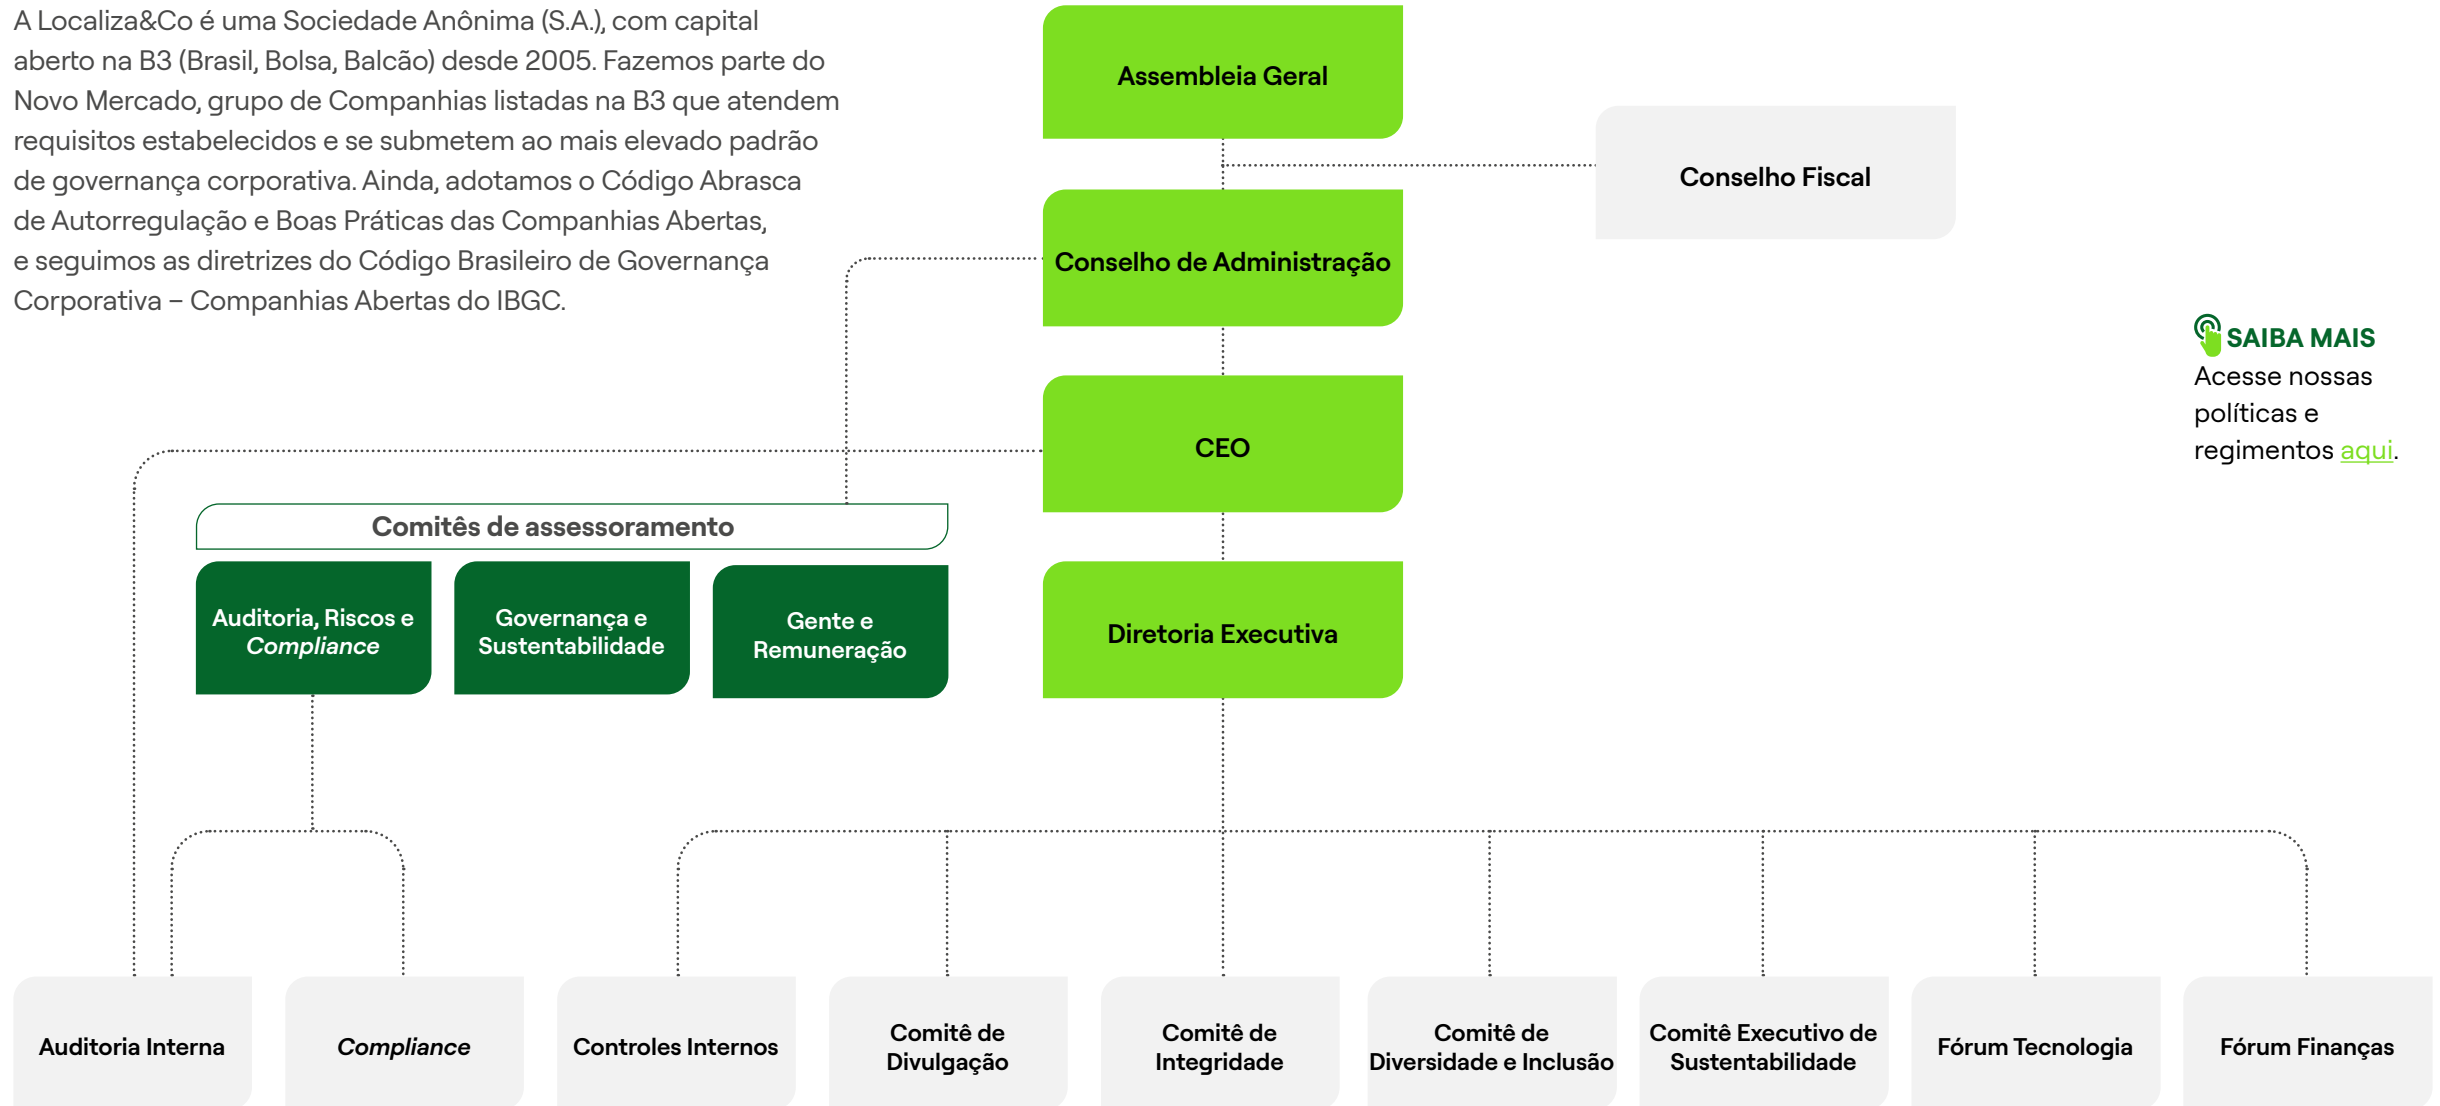 A Localiza&Co é uma Sociedade Anônima (S.A.), com capital
aberto na B3 (Brasil, Bolsa, Balcão) desde 2005. Fazemos parte do
Novo Mercado, grupo de Companhias listadas na B3 que atendem
requisitos estabelecidos e se submetem ao mais elevado padrão
de governança corporativa. Ainda, adotamos o Código Abrasca
de Autorregulação e Boas Práticas das Companhias Abertas,
e seguimos as diretrizes do Código Brasileiro de Governança
Corporativa – Companhias Abertas do IBGC.
Assembleia Geral
Conselho Fiscal
Conselho de Administração
SAIBA MAIS
Acesse nossas
políticas e
regimentos aqui.
CEO
Comitês de assessoramento
Auditoria, Riscos e
Compliance
Governança e
Sustentabilidade
Gente e
Remuneração
Diretoria Executiva
Auditoria Interna
Compliance
Controles Internos
Comitê de
Divulgação
Comitê de
Integridade
Comitê de
Diversidade e Inclusão
Comitê Executivo de
Sustentabilidade
Fórum Tecnologia
Fórum Finanças